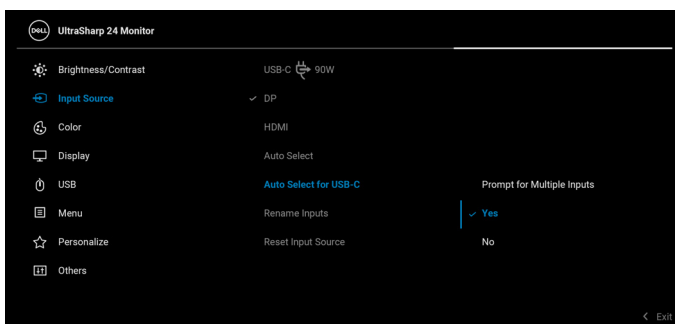 DELL UltraSharp 24 Monitor
Brightness/Contrast
Input Source
Color
Display
USB
Menu
Personalize
Others
USB-C 90W
DP
HDMI
Auto Select
Auto Select for USB-C
Rename Inputs
Reset Input Source
Prompt for Multiple Inputs
Yes
No
Exit